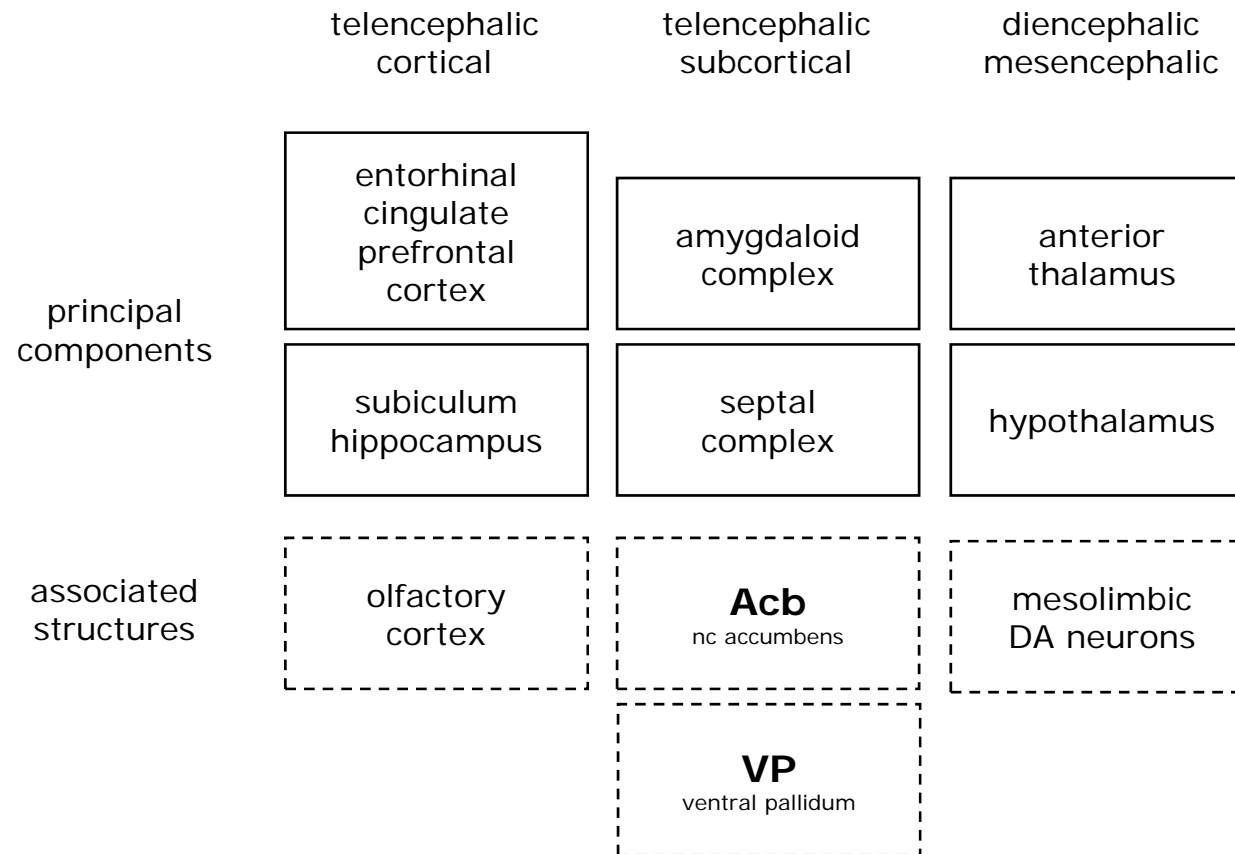 telencephalic
cortical
telencephalic
subcortical
diencephalic
mesencephalic
principal
components
entorhinal
cingulate
prefrontal
cortex
amygdaloid
complex
anterior
thalamus
subiculum
hippocampus
septal
complex
hypothalamus
associated
structures
olfactory
cortex
Acb
nc accumbens
mesolimbic
DA neurons
VP
ventral pallidum